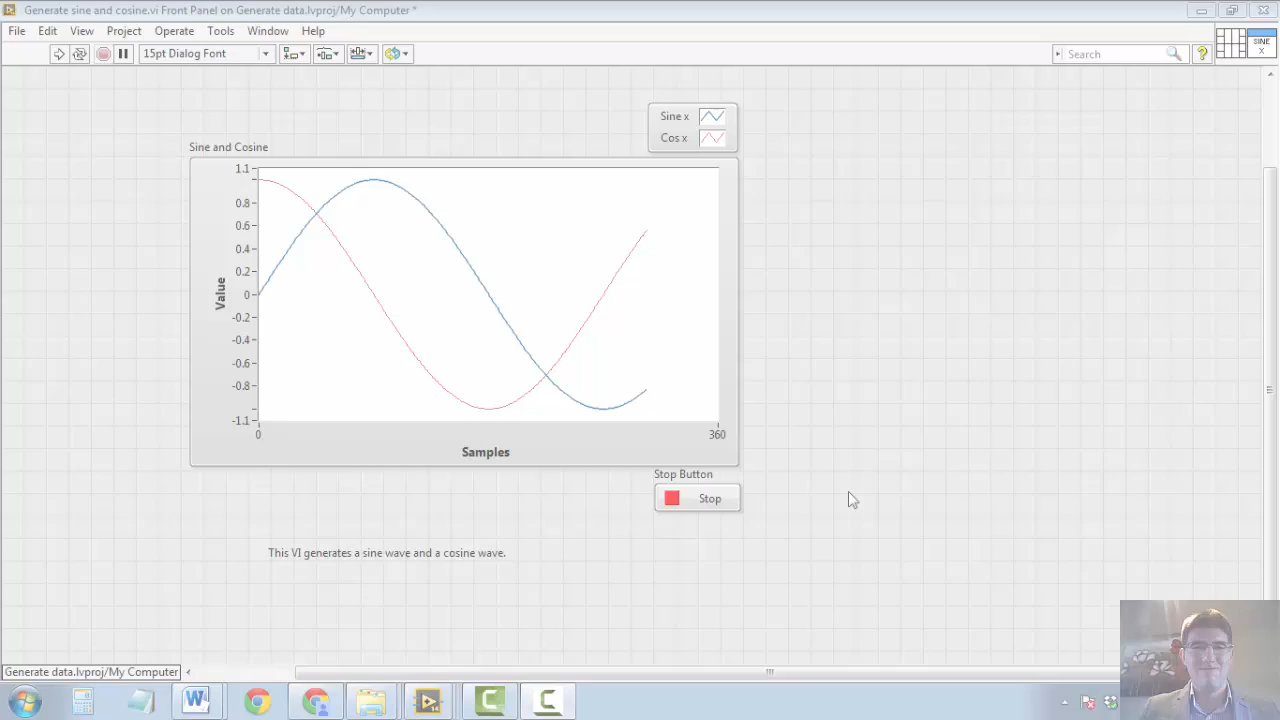 Generate sine and cosine.vi Front Panel on Generate data.lvproj/My Computer *
File Edit View Project Operate Tools Window Help
15pt Dialog Font
Search
?
SINE
X
Sine x
Cos x
Sine and Cosine
1.1
0.8
0.6
0.4
0.2
0
-0.2
-0.4
-0.6
-0.8
-1.1
Value
0 360
Samples
Stop Button
Stop
This VI generates a sine wave and a cosine wave.
Generate data.lvproj/My Computer